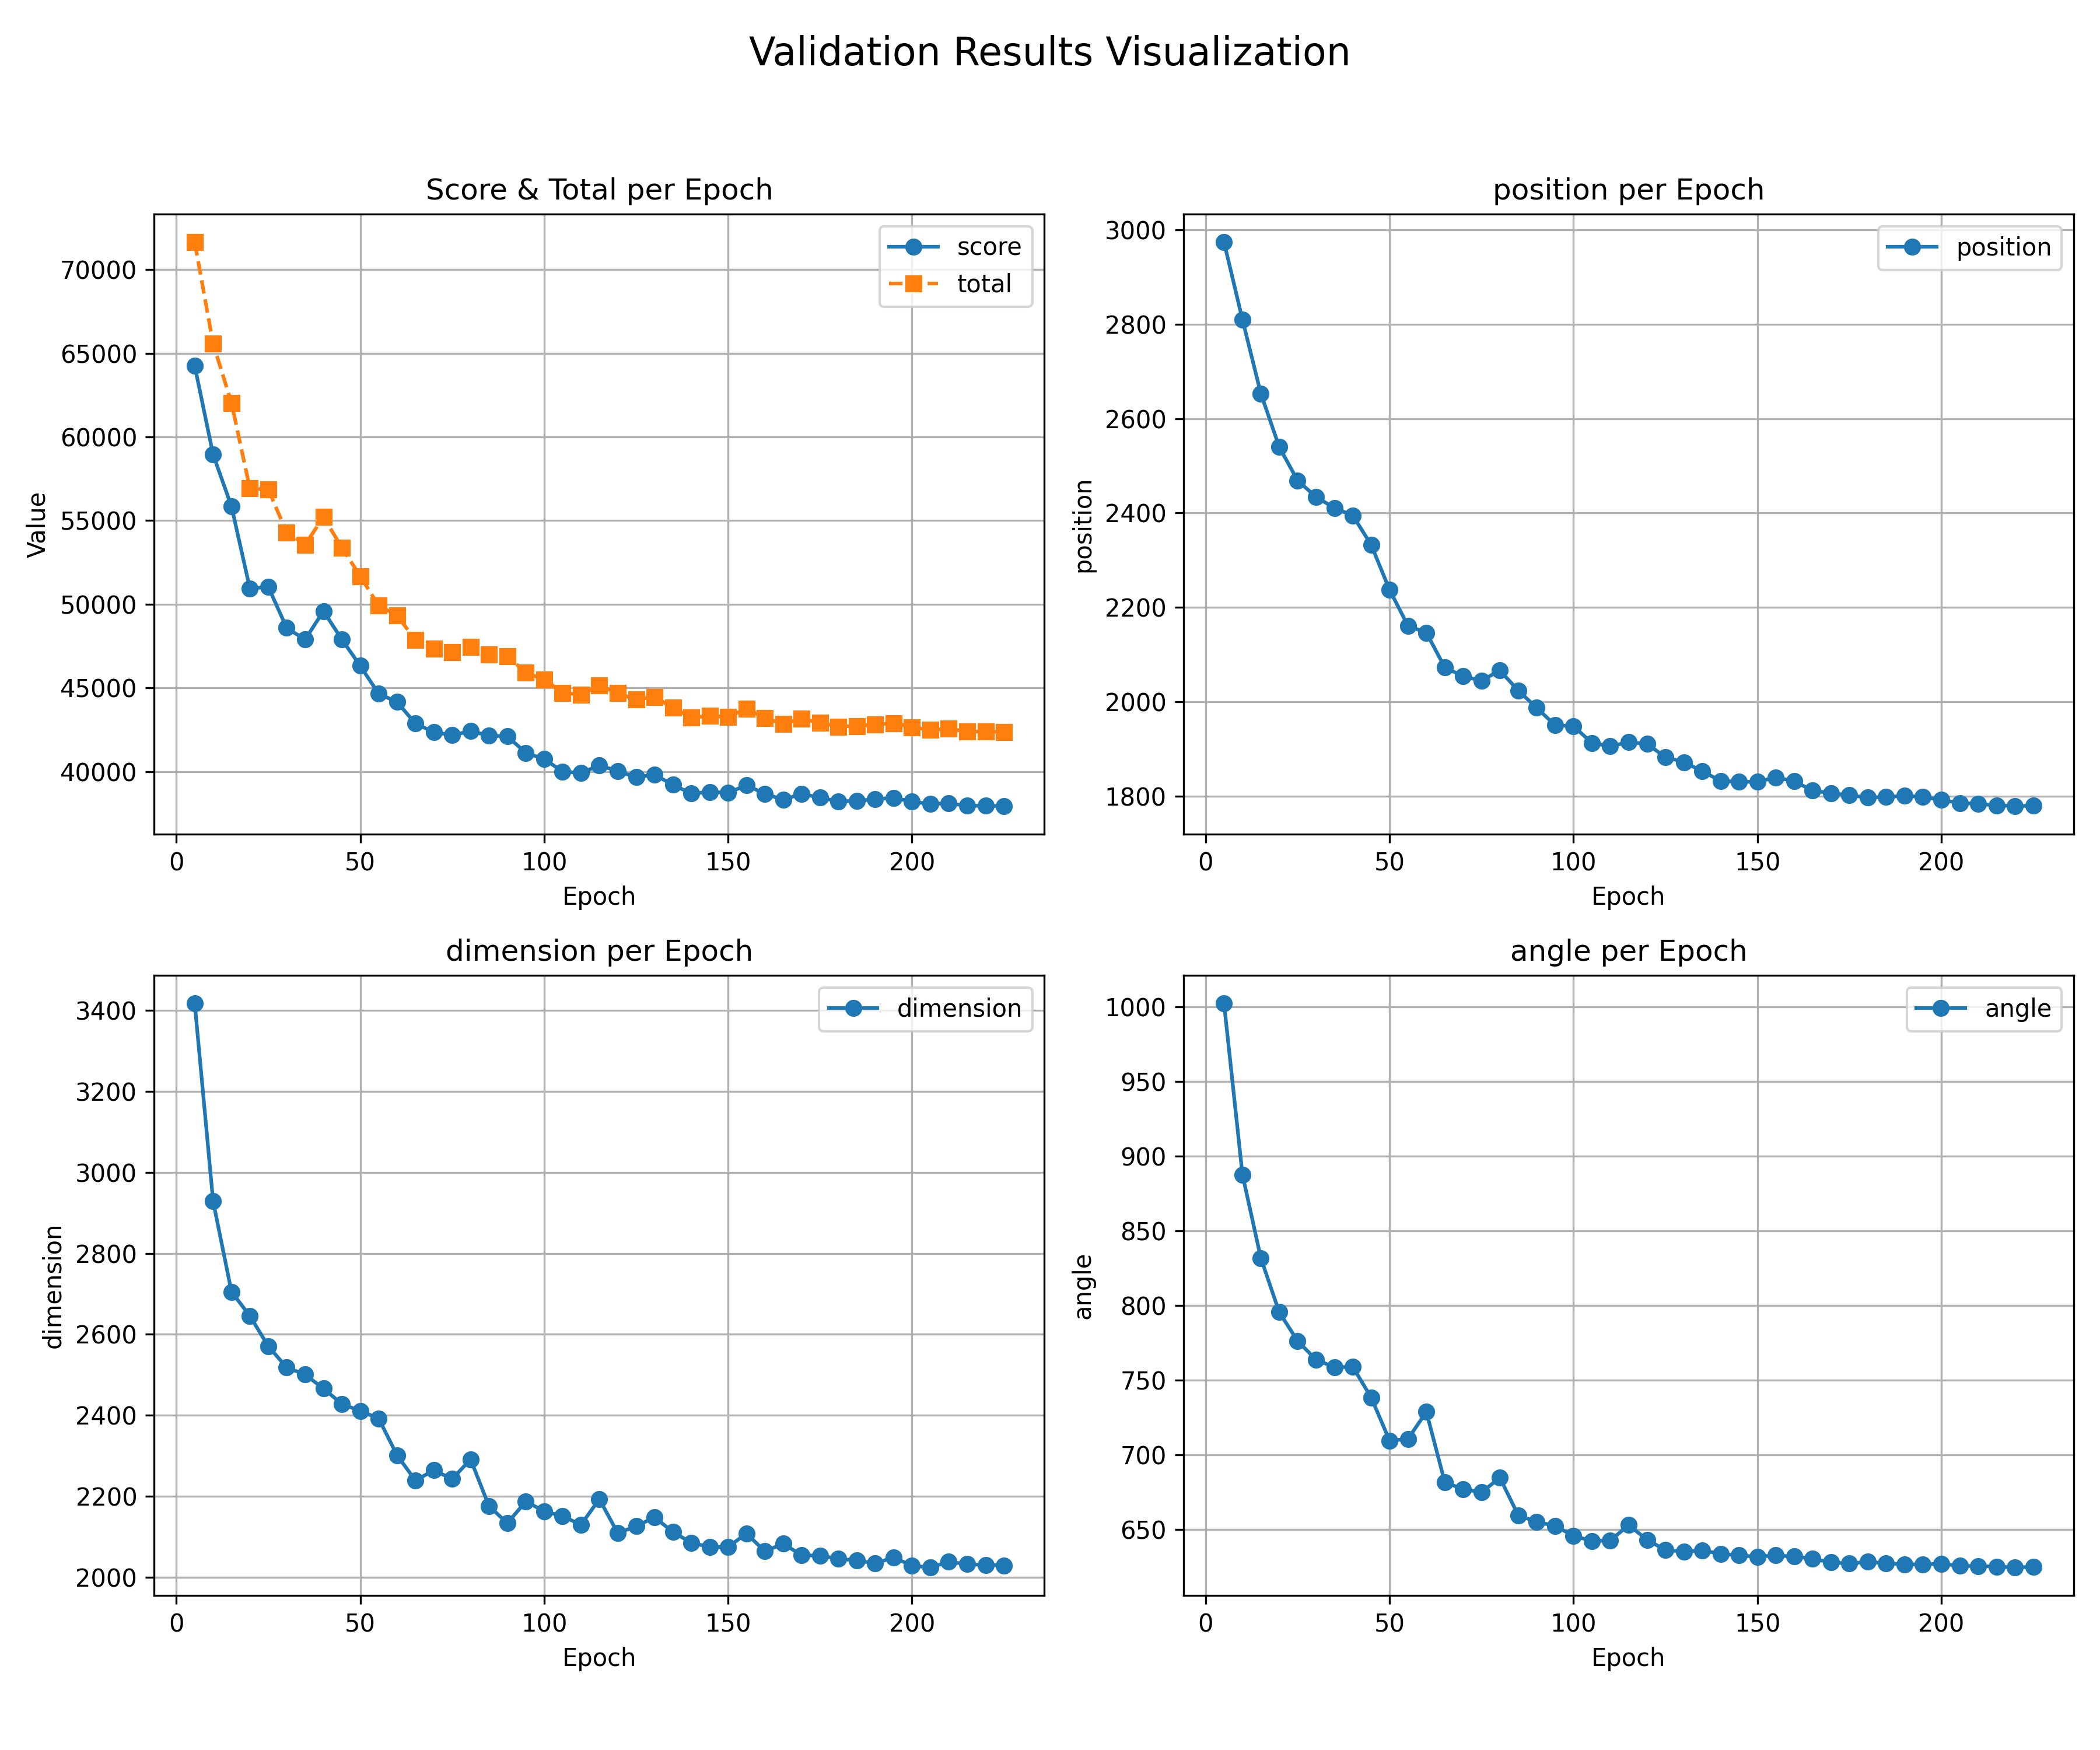 Validation Results Visualization
Score & Total per Epoch
Value
70000
65000
60000
55000
50000
45000
40000
score
total
0 50 100 150 200
Epoch
position per Epoch
position
3000
2800
2600
2400
2200
2000
1800
position
0 50 100 150 200
Epoch
dimension per Epoch
dimension
3400
3200
3000
2800
2600
2400
2200
2000
dimension
0 50 100 150 200
Epoch
angle per Epoch
angle
1000
950
900
850
800
750
700
650
angle
0 50 100 150 200
Epoch